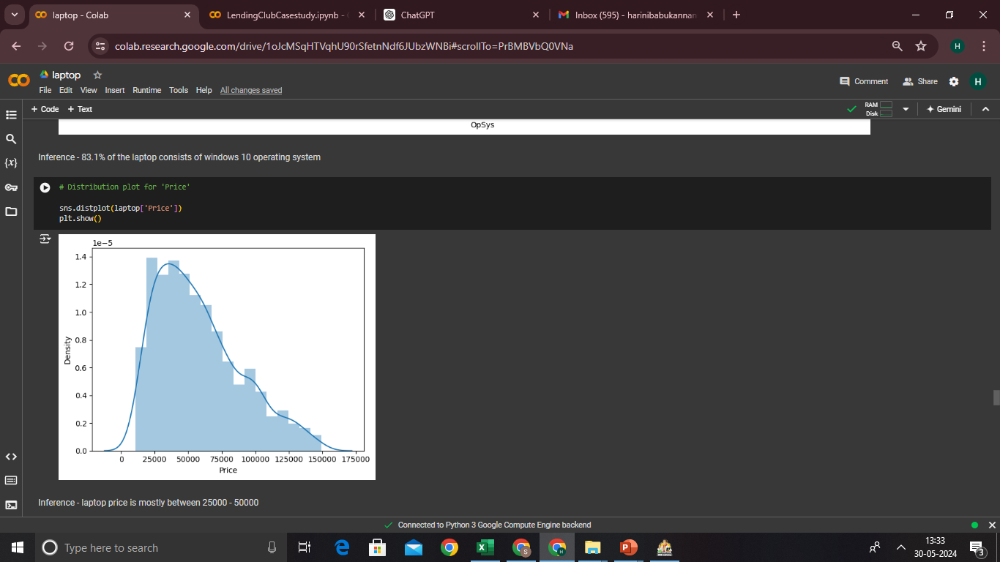 laptop - Colab
LendingClubCasestudy.ipynb -
ChatGPT
Inbox (595) - harinibabukannan
colab.research.google.com/drive/1oJcMSqHTVqhU90rSfetnNdf6JUbzWNBi#scrollTo=PrBMBVbQ0VNa
H
laptop
File Edit View Insert Runtime Tools Help All changes saved
Comment Share H
+ Code + Text
RAM
Disk
Gemini
OpSys
Inference - 83.1% of the laptop consists of windows 10 operating system
# Distribution plot for 'Price'
sns.distplot(laptop['Price'])
plt.show()
1e−5
1.4
1.2
1.0
0.8
0.6
0.4
0.2
0.0
Density
0 25000 50000 75000 100000 125000 150000 175000
Price
Inference - laptop price is mostly between 25000 - 50000
Connected to Python 3 Google Compute Engine backend
Type here to search
13:33
30-05-2024
3